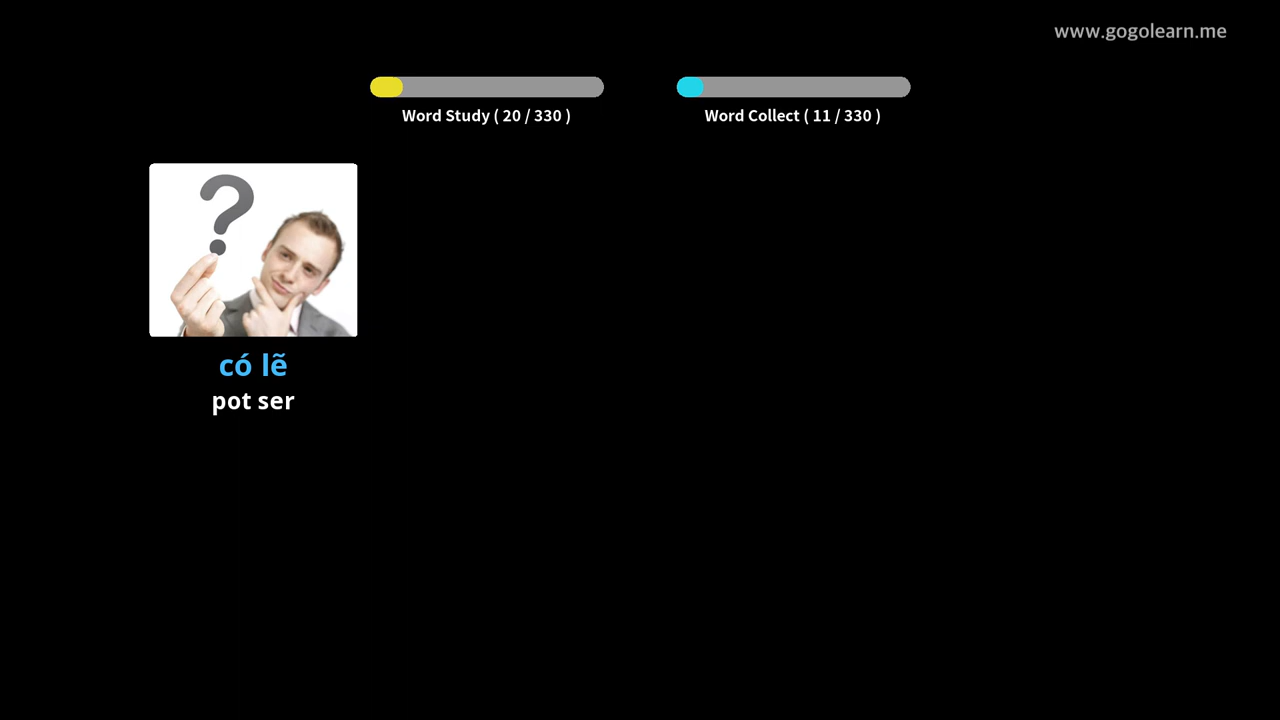 www.gogolearn.me
Word Study ( 20 / 330 )
Word Collect ( 11 / 330 )
?
có lẽ
pot ser